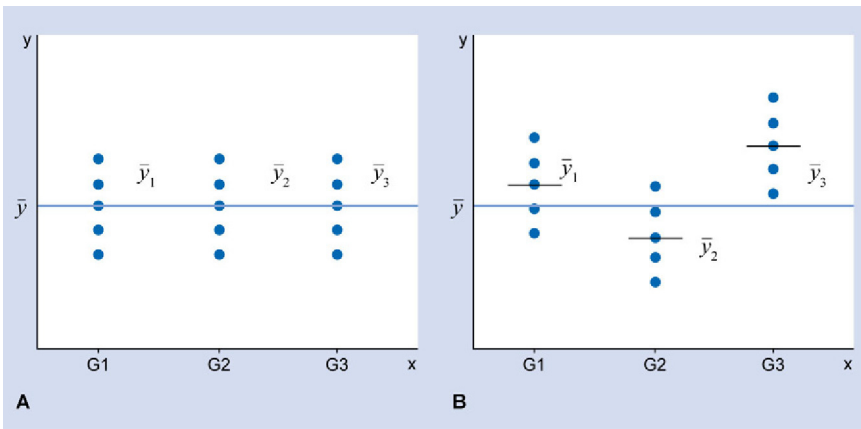 y
ȳ₁ ȳ₂ ȳ₃
ȳ
G1 G2 G3 x
A
y
ȳ₁
ȳ₃
ȳ
ȳ₂
G1 G2 G3 x
B